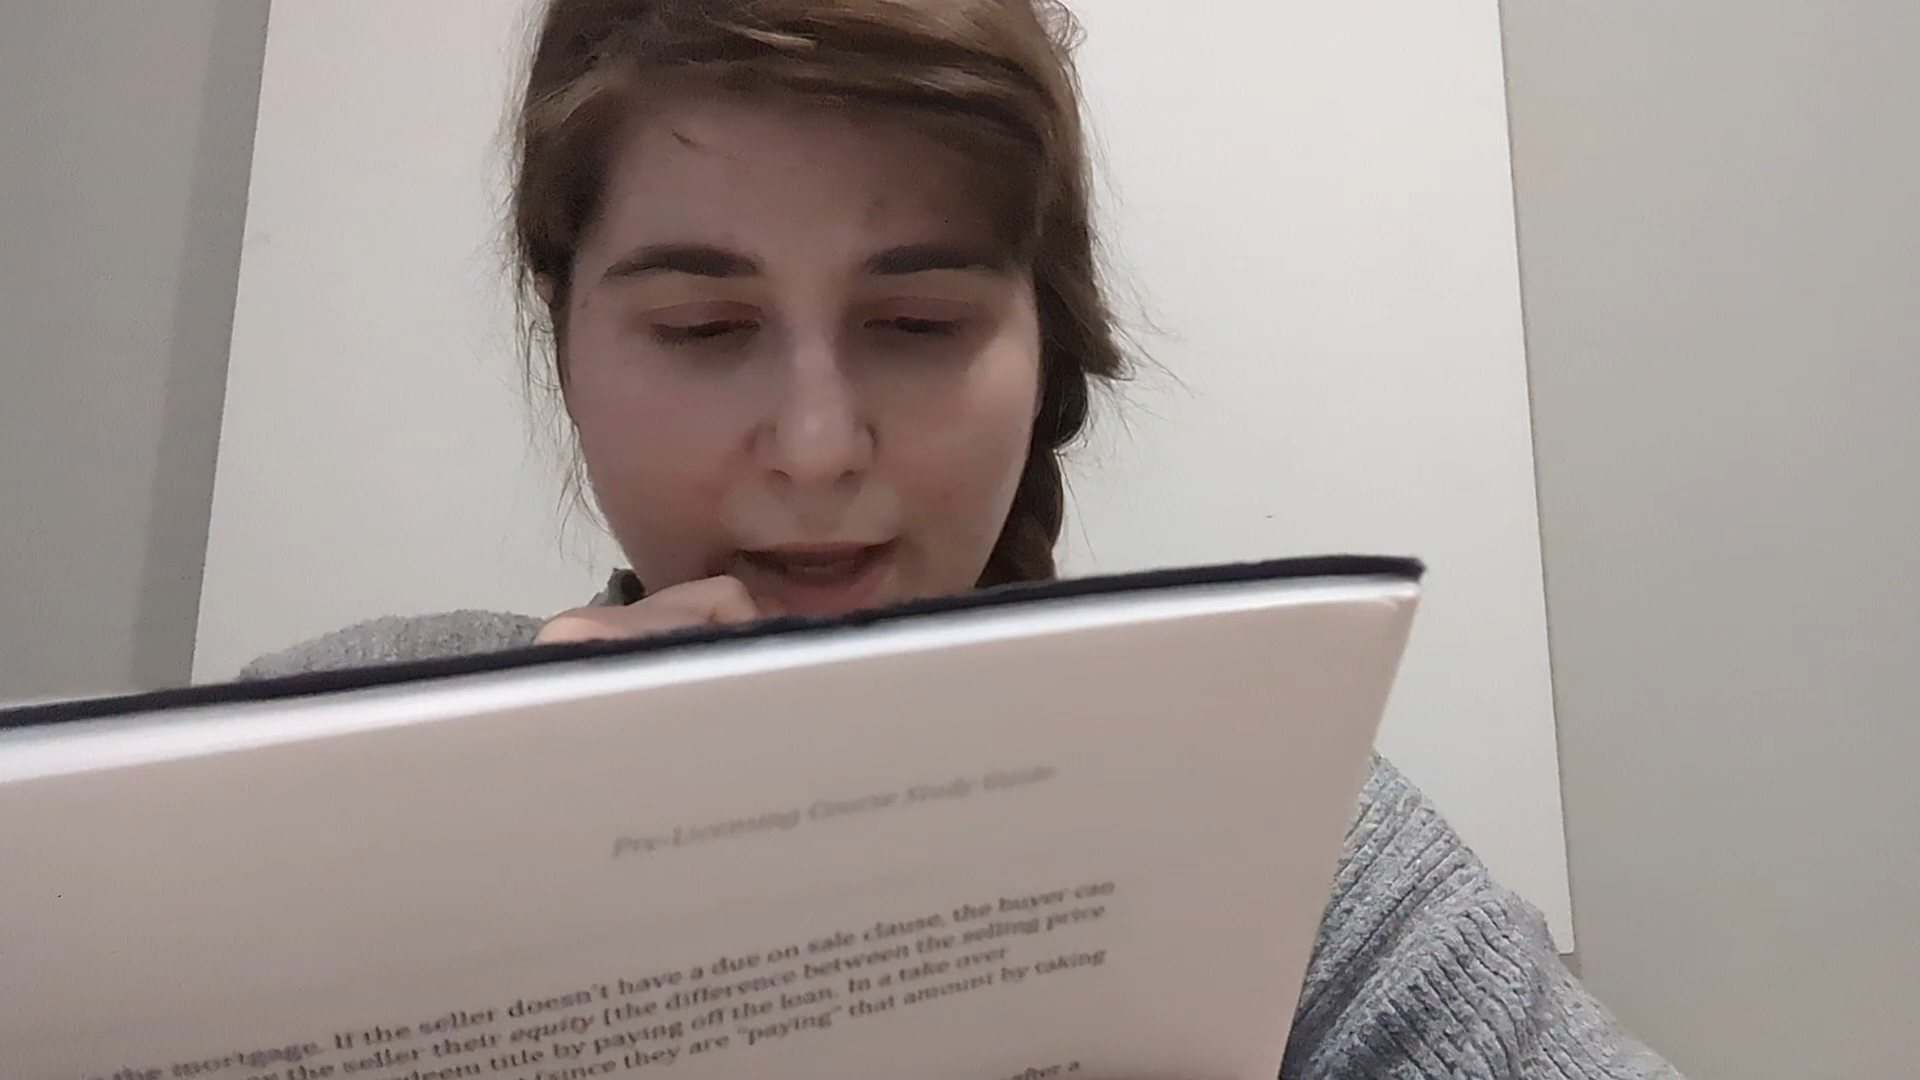 Pre-Licensing Course Study Guide
the mortgage. If the seller doesn't have a due on sale clause, the buyer can
the seller their equity [the difference between the selling price
title by paying off the loan. In a take over
(since they are "paying" that amount by taking
after a